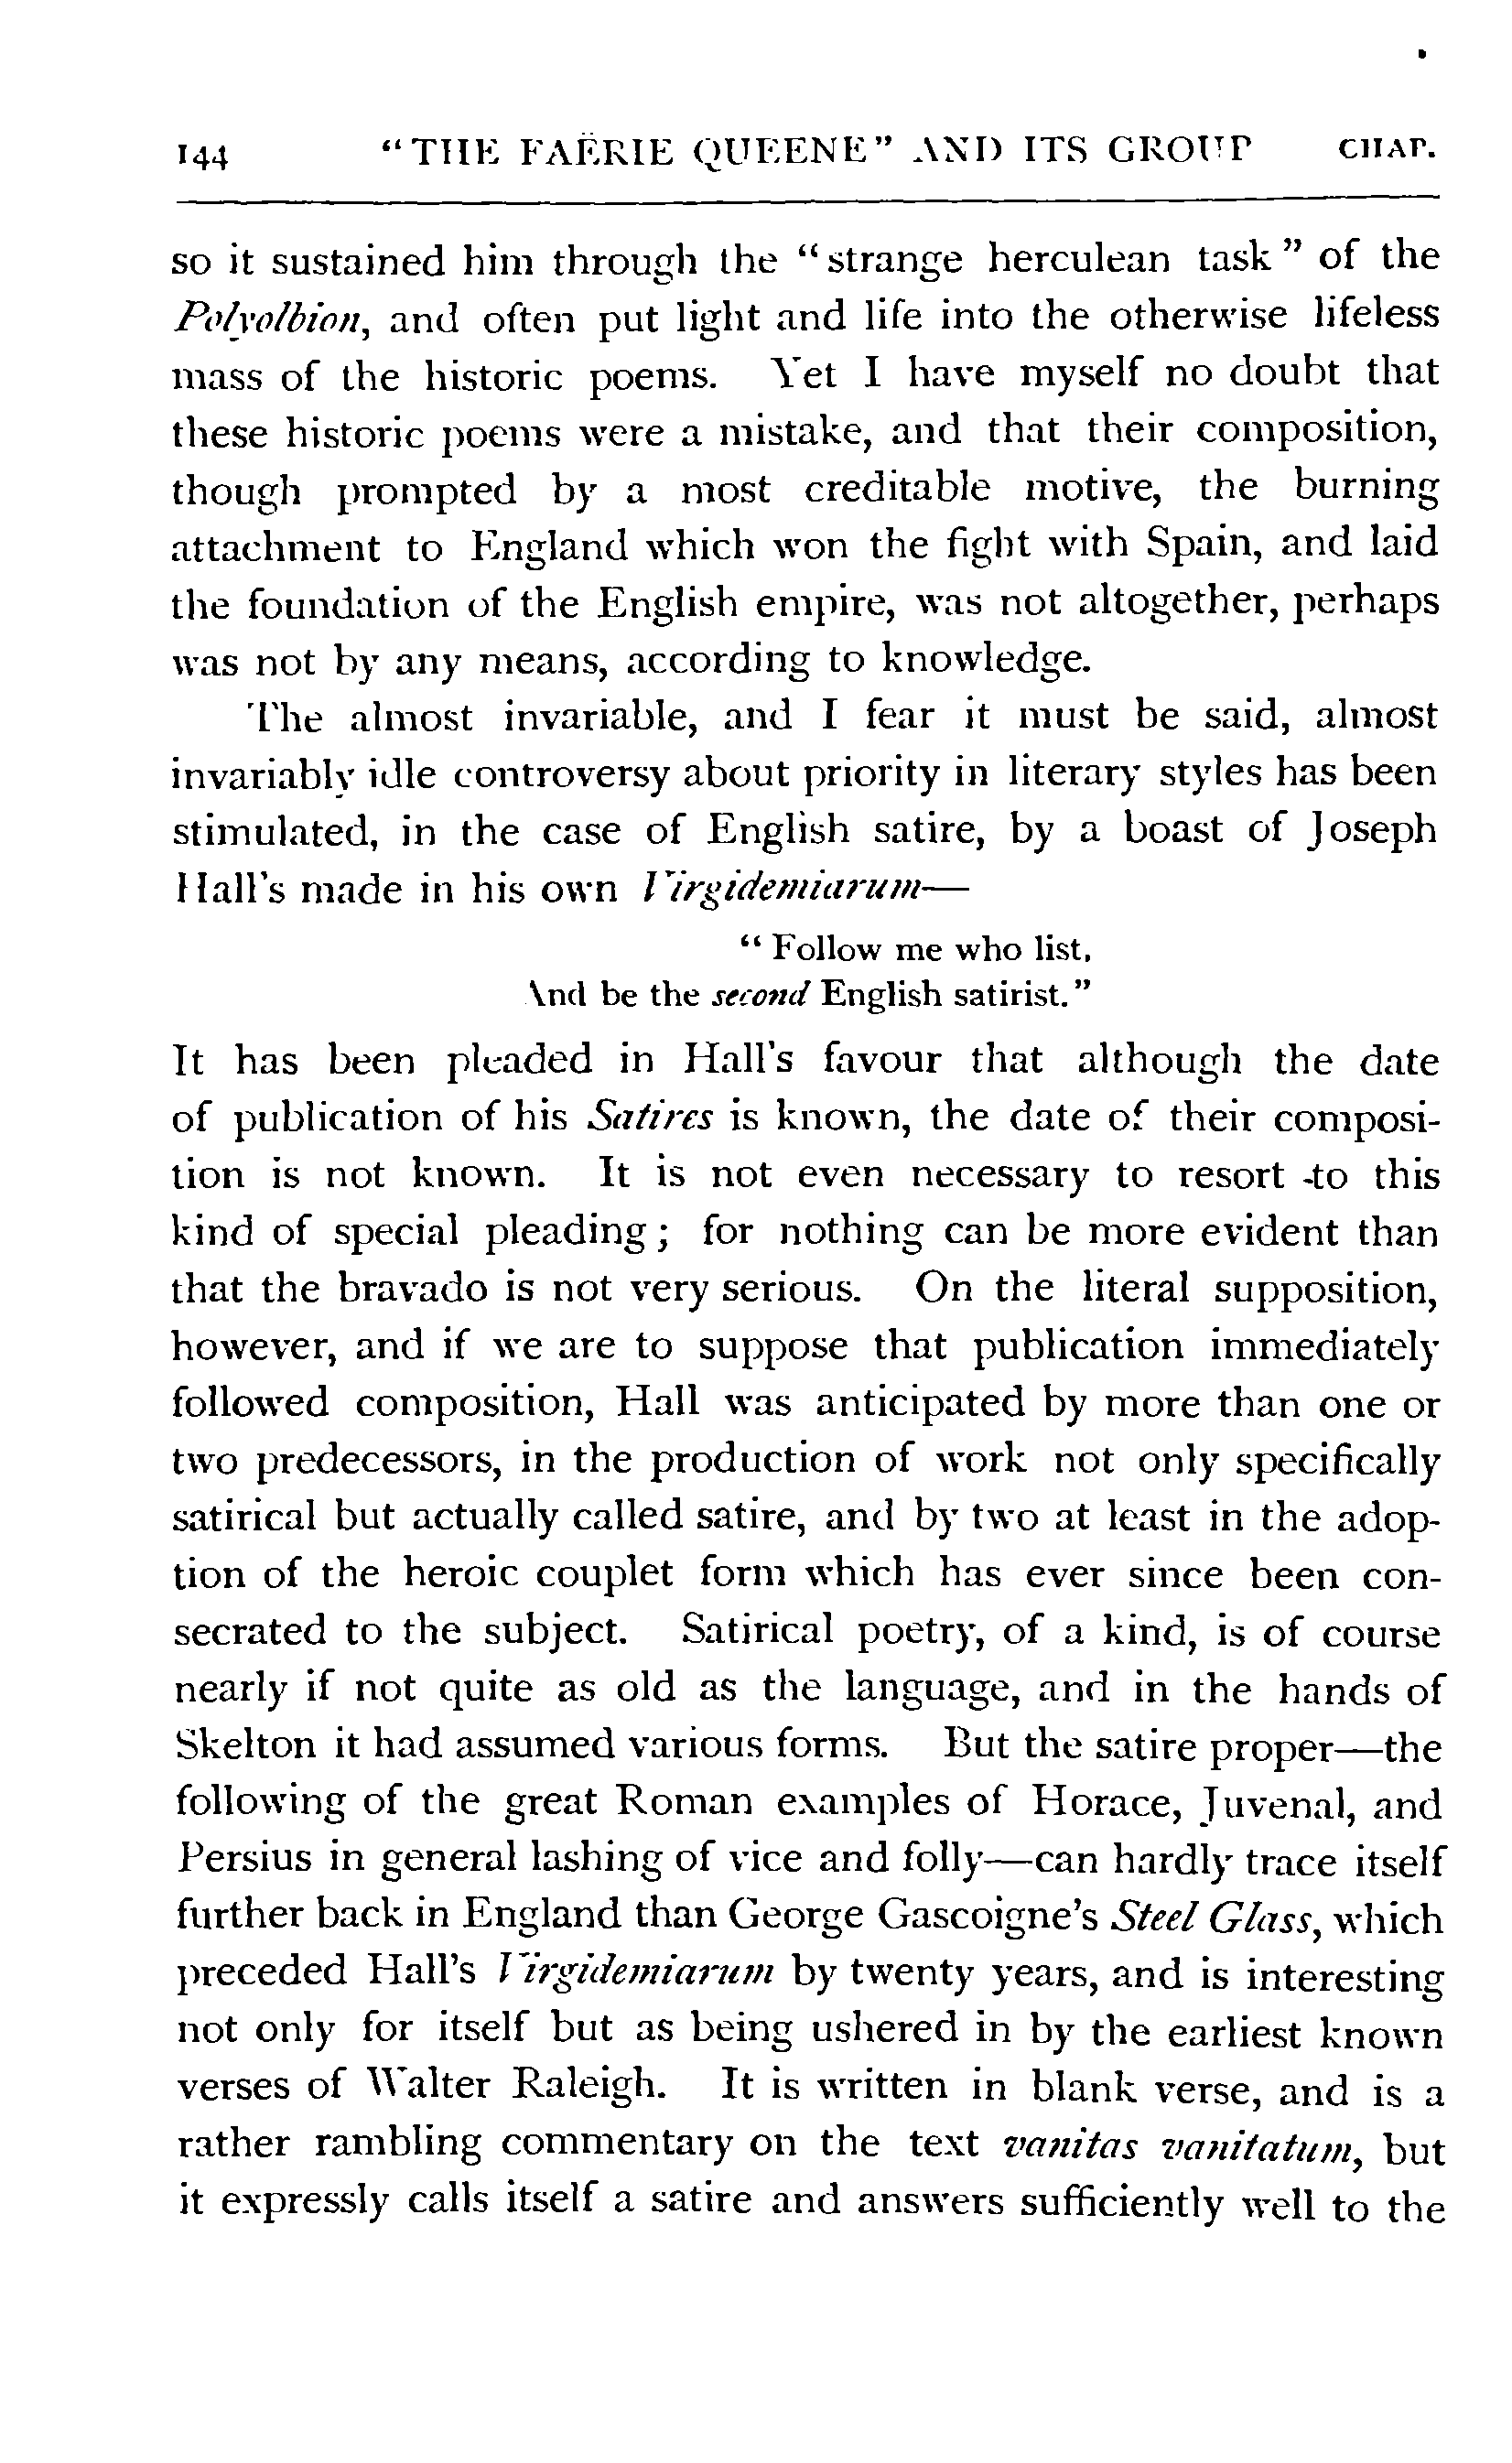 144 "THE FAËRIE QUEENE" AND ITS GROUP CHAP.
so it sustained him through the "strange herculean task" of the
Polyolbion, and often put light and life into the otherwise lifeless
mass of the historic poems. Yet I have myself no doubt that
these historic poems were a mistake, and that their composition,
though prompted by a most creditable motive, the burning
attachment to England which won the fight with Spain, and laid
the foundation of the English empire, was not altogether, perhaps
was not by any means, according to knowledge.
The almost invariable, and I fear it must be said, almost
invariably idle controversy about priority in literary styles has been
stimulated, in the case of English satire, by a boast of Joseph
Hall's made in his own Virgidemiarum—
"Follow me who list,
And be the second English satirist."
It has been pleaded in Hall's favour that although the date
of publication of his Satires is known, the date of their composi-
tion is not known. It is not even necessary to resort to this
kind of special pleading; for nothing can be more evident than
that the bravado is not very serious. On the literal supposition,
however, and if we are to suppose that publication immediately
followed composition, Hall was anticipated by more than one or
two predecessors, in the production of work not only specifically
satirical but actually called satire, and by two at least in the adop-
tion of the heroic couplet form which has ever since been con-
secrated to the subject. Satirical poetry, of a kind, is of course
nearly if not quite as old as the language, and in the hands of
Skelton it had assumed various forms. But the satire proper—the
following of the great Roman examples of Horace, Juvenal, and
Persius in general lashing of vice and folly—can hardly trace itself
further back in England than George Gascoigne's Steel Glass, which
preceded Hall's Virgidemiarum by twenty years, and is interesting
not only for itself but as being ushered in by the earliest known
verses of Walter Raleigh. It is written in blank verse, and is a
rather rambling commentary on the text vanitas vanitatum, but
it expressly calls itself a satire and answers sufficiently well to the